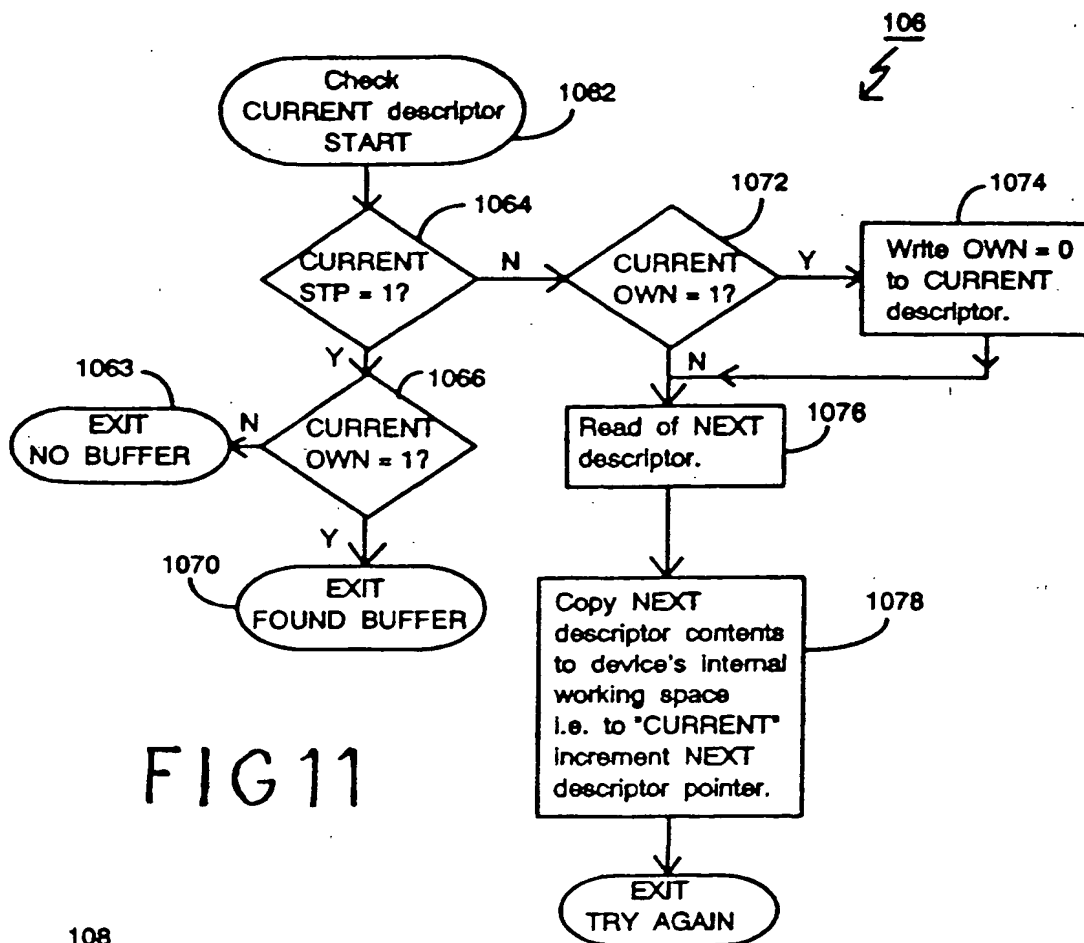 106
Check
CURRENT descriptor
START
1062
1064
CURRENT
STP = 1?
N
1072
CURRENT
OWN = 1?
Y
1074
Write OWN = 0
to CURRENT
descriptor.
Y
1063
EXIT
NO BUFFER
N
1066
CURRENT
OWN = 1?
N
Read of NEXT
descriptor.
1076
Y
1070
EXIT
FOUND BUFFER
Copy NEXT
descriptor contents
to device's internal
working space
i.e. to "CURRENT"
increment NEXT
descriptor pointer.
1078
FIG11
EXIT
TRY AGAIN
108